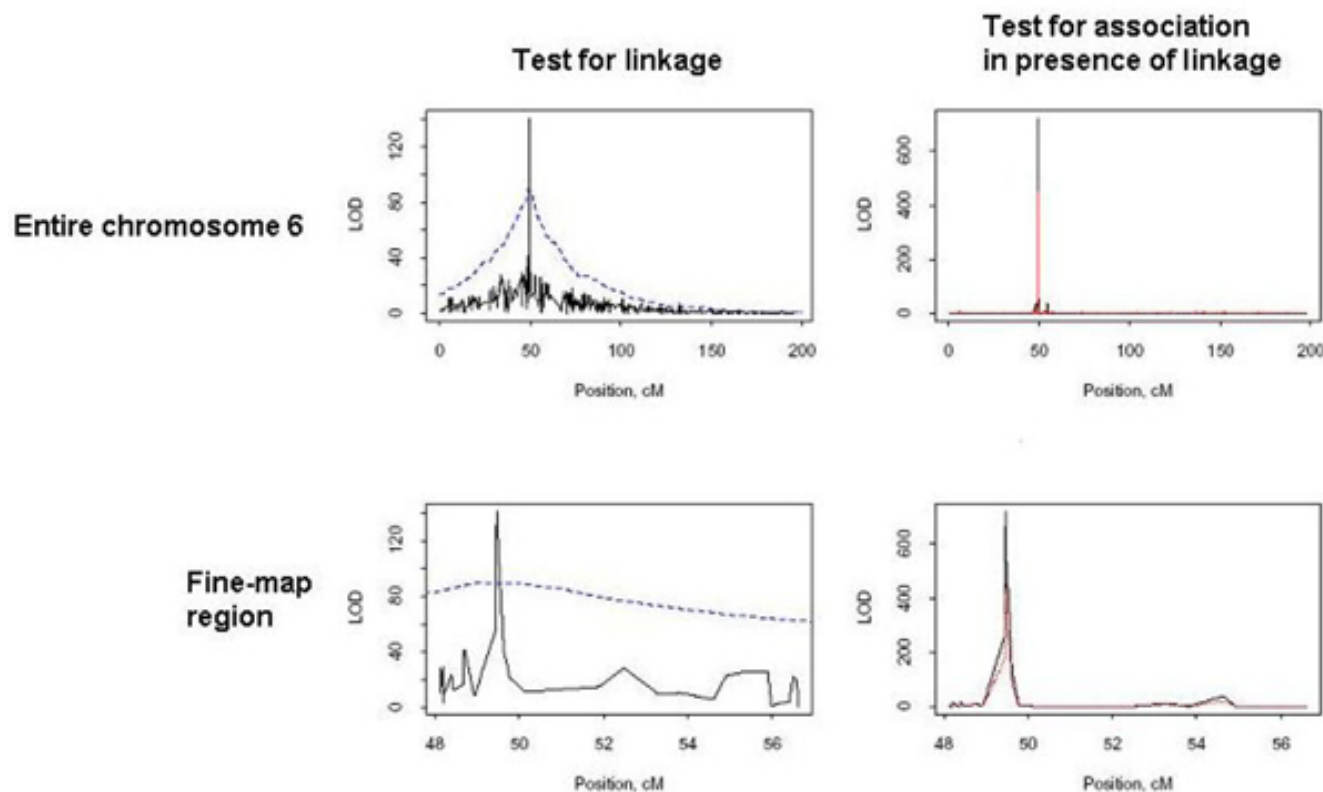 Test for linkage
Test for association
in presence of linkage
Entire chromosome 6
LOD
0 40 80 120
0 50 100 150 200
Position, cM
LOD
0 200 400 600
0 50 100 150 200
Position, cM
Fine-map
region
LOD
0 40 80 120
48 50 52 54 56
Position, cM
LOD
0 200 400 600
48 50 52 54 56
Position, cM